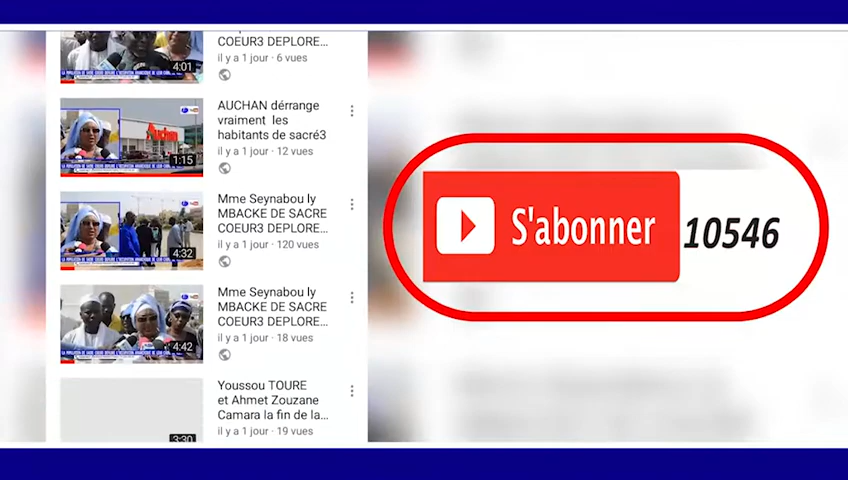 COEUR3 DEPLORE...
il y a 1 jour · 6 vues
4:01
AUCHAN dérrange
vraiment les
habitants de sacré3
il y a 1 jour · 12 vues
Auchan
1:15
Mme Seynabou ly
MBACKE DE SACRE
COEUR3 DEPLORE...
il y a 1 jour · 120 vues
4:32
Mme Seynabou ly
MBACKE DE SACRE
COEUR3 DEPLORE...
il y a 1 jour · 18 vues
4:42
Youssou TOURE
et Ahmet Zouzane
Camara la fin de la...
il y a 1 jour · 19 vues
3:30
S'abonner
10546